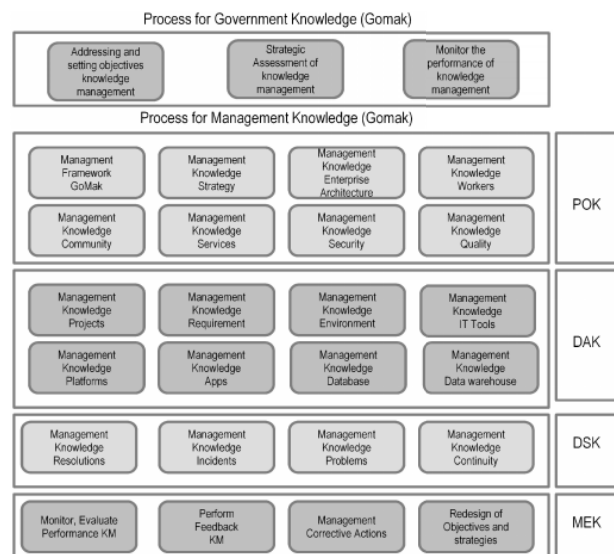 Process for Government Knowledge (Gomak)
Addressing and
setting objectives
knowledge
management
Strategic
Assessment of
knowledge
management
Monitor the
performance of
knowledge
management
Process for Management Knowledge (Gomak)
Managment
Framework
GoMak
Management
Knowledge
Strategy
Management
Knowledge
Enterprise
Architecture
Management
Knowledge
Workers
Management
Knowledge
Community
Management
Knowledge
Services
Management
Knowledge
Security
Management
Knowledge
Quality
POK
Management
Knowledge
Projects
Management
Knowledge
Requirement
Management
Knowledge
Environment
Management
Knowledge
IT Tools
Management
Knowledge
Platforms
Management
Knowledge
Apps
Management
Knowledge
Database
Management
Knowledge
Data warehouse
DAK
Management
Knowledge
Resolutions
Management
Knowledge
Incidents
Management
Knowledge
Problems
Management
Knowledge
Continuity
DSK
Monitor, Evaluate
Performance KM
Perform
Feedback
KM
Management
Corrective Actions
Redesign of
Objectives and
strategies
MEK